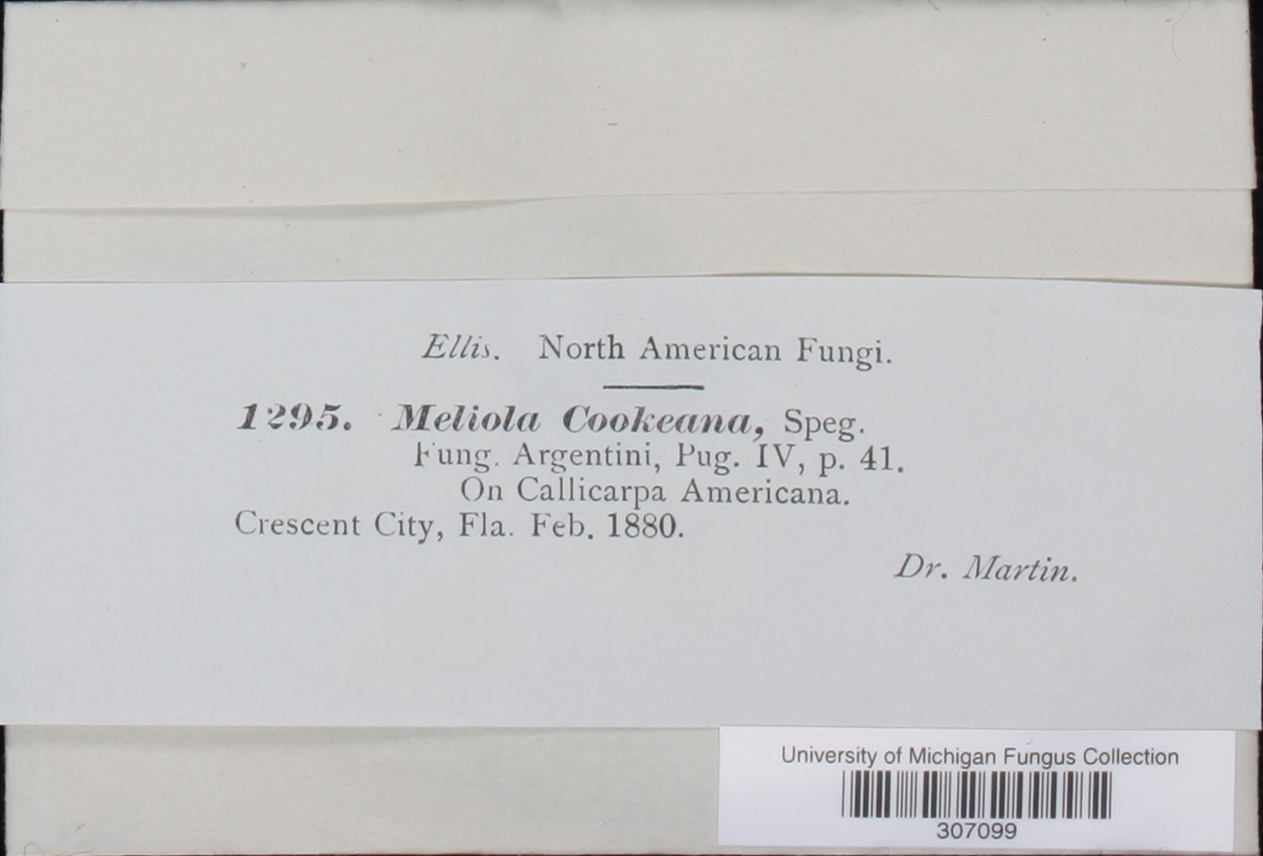 Ellis. North American Fungi.
1295. Meliola Cookeana, Speg.
Fung. Argentini, Pug. IV, p. 41.
On Callicarpa Americana.
Crescent City, Fla. Feb. 1880.
Dr. Martin.
University of Michigan Fungus Collection
307099